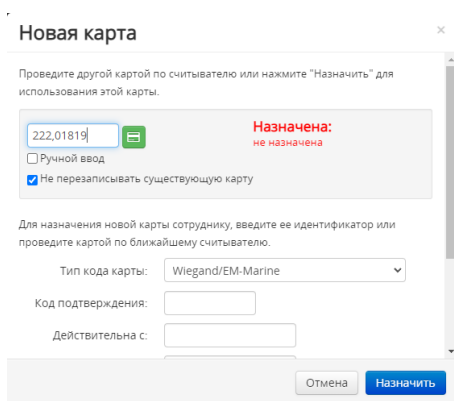 Новая карта
×
Проведите другой картой по считывателю или нажмите "Назначить" для
использования этой карты.
222,01819
Назначена:
не назначена
Ручной ввод
Не перезаписывать существующую карту
Для назначения новой карты сотруднику, введите ее идентификатор или
проведите картой по ближайшему считывателю.
Тип кода карты: Wiegand/EM-Marine
Код подтверждения:
Действительна с:
Отмена Назначить